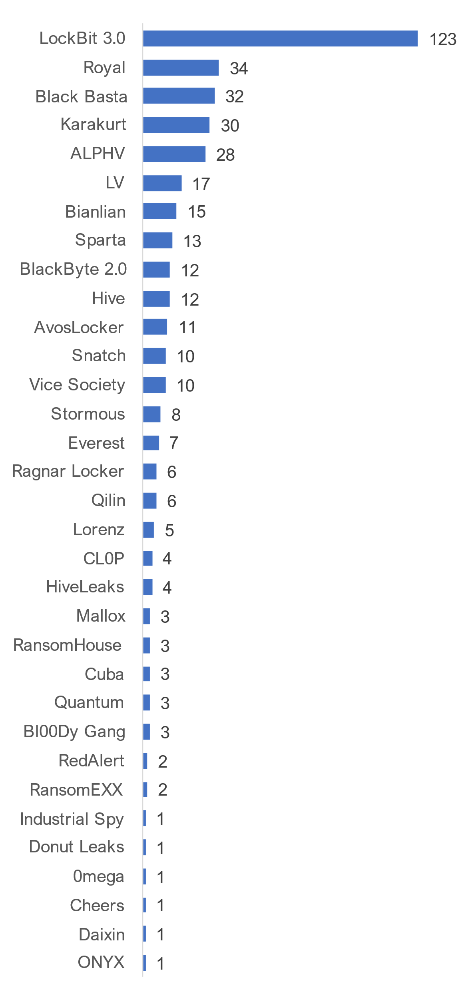 LockBit 3.0 123
Royal 34
Black Basta 32
Karakurt 30
ALPHV 28
LV 17
Bianlian 15
Sparta 13
BlackByte 2.0 12
Hive 12
AvosLocker 11
Snatch 10
Vice Society 10
Stormous 8
Everest 7
Ragnar Locker 6
Qilin 6
Lorenz 5
CL0P 4
HiveLeaks 4
Mallox 3
RansomHouse 3
Cuba 3
Quantum 3
Bl00Dy Gang 3
RedAlert 2
RansomEXX 2
Industrial Spy 1
Donut Leaks 1
0mega 1
Cheers 1
Daixin 1
ONYX 1